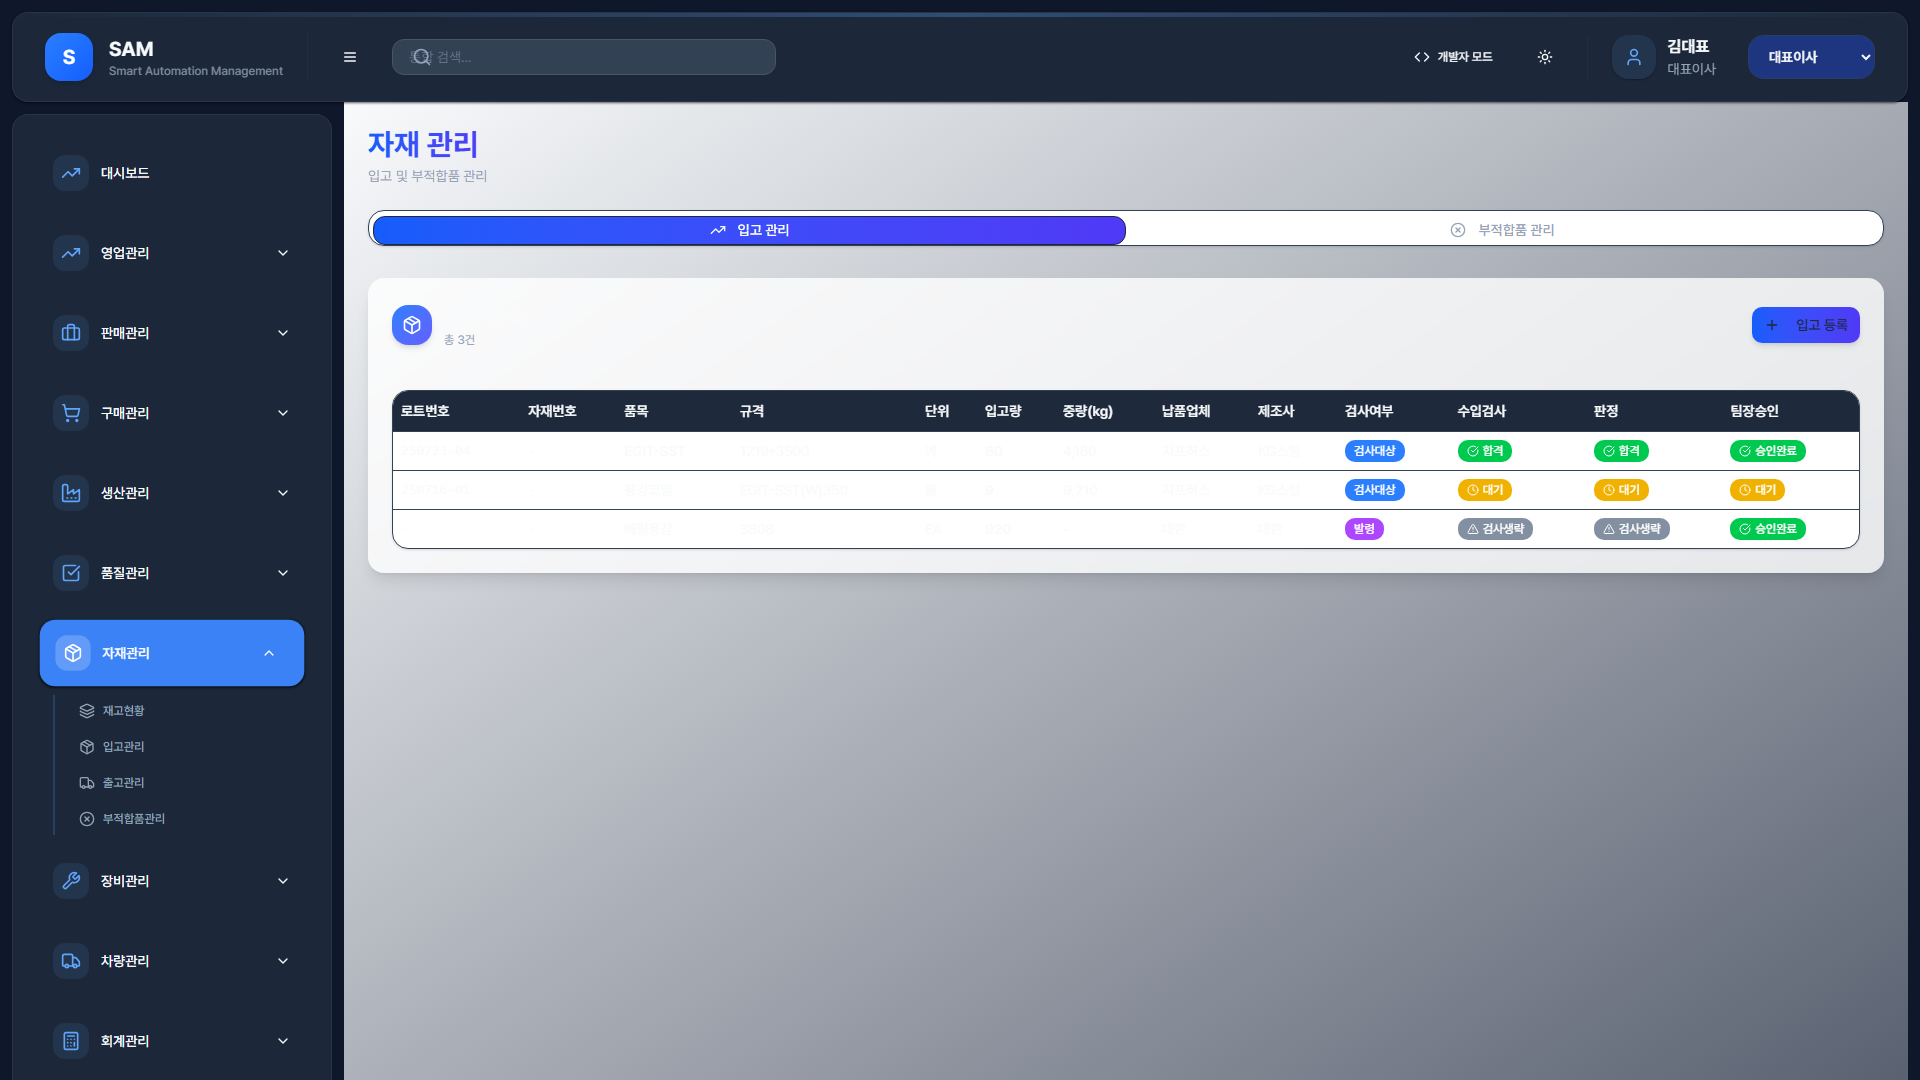 S
SAM
Smart Automation Management
통합 검색...
개발자 모드
김대표
대표이사
대표이사
대시보드
영업관리
판매관리
구매관리
생산관리
품질관리
자재관리
재고현황
입고관리
출고관리
부적합품관리
장비관리
차량관리
회계관리
자재 관리
입고 및 부적합품 관리
입고 관리
부적합품 관리
총 3건
입고 등록
로트번호 자재번호 품목 규격 단위 입고량 중량(kg) 납품업체 제조사 검사여부 수입검사 판정 팀장승인
검사대상 합격 합격 승인완료
검사대상 대기 대기 대기
발령 검사생략 검사생략 승인완료